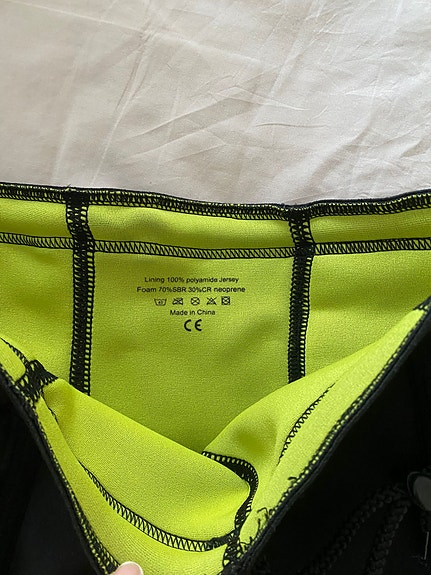 Lining 100% polyamide Jersey
Foam 70%SBR 30%CR neoprene
Made in China
CE